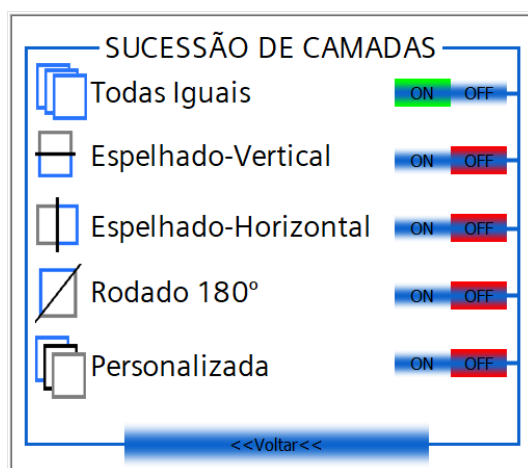 SUCESSÃO DE CAMADAS
Todas Iguais ON OFF
Espelhado-Vertical ON OFF
Espelhado-Horizontal ON OFF
Rodado 180º ON OFF
Personalizada ON OFF
<<Voltar<<